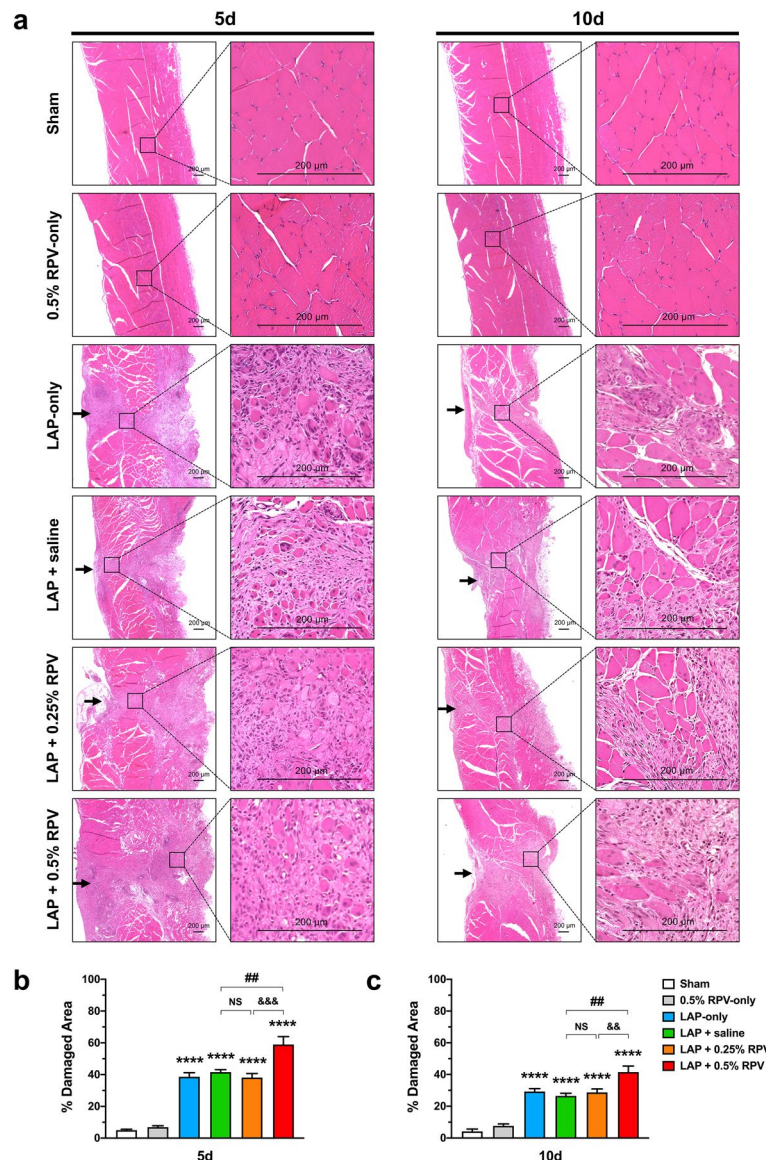 a
5d
10d
Sham
200 µm
200 µm
200 µm
200 µm
0.5% RPV-only
200 µm
200 µm
200 µm
200 µm
LAP-only
200 µm
200 µm
200 µm
200 µm
LAP + saline
200 µm
200 µm
200 µm
200 µm
LAP + 0.25% RPV
200 µm
200 µm
200 µm
200 µm
LAP + 0.5% RPV
200 µm
200 µm
200 µm
200 µm
b
% Damaged Area
100
80
60
40
20
0
##
NS
&&&
**** **** **** ****
5d
c
% Damaged Area
100
80
60
40
20
0
##
NS
&&
**** **** **** ****
10d
Sham
0.5% RPV-only
LAP-only
LAP + saline
LAP + 0.25% RPV
LAP + 0.5% RPV